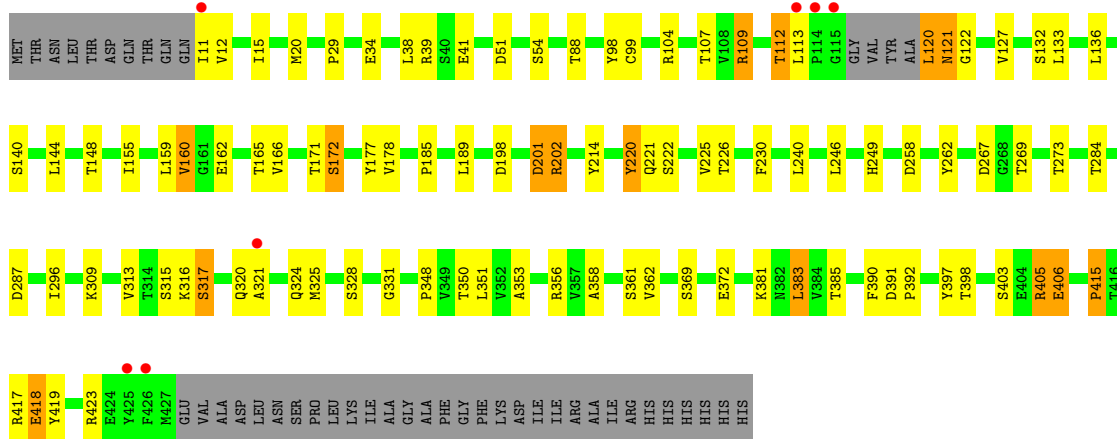 MET THR ASN LEU THR ASP GLN THR GLN GLN I11 V12 I15 M20 P29 E34 L38 R39 S40 E41 D51 S54 T88 Y98 C99 R104 T107 V108 R109 T112 L113 P114 G115 GLY VAL TYR ALA L120 N121 G122 V127 S132 L133 L136
S140 L144 T148 I155 L159 V160 G161 E162 T165 V166 T171 S172 Y177 V178 P185 L189 D198 D201 R202 Y214 Y220 Q221 S222 V225 T226 F230 L240 L246 H249 D258 Y262 D267 G268 T269 T273 T284
D287 I296 K309 V313 T314 S315 K316 S317 Q320 A321 Q324 M325 S328 G331 P348 V349 T350 L351 V352 A353 R356 V357 A358 S361 V362 S369 E372 K381 N382 L383 V384 T385 F390 D391 P392 Y397 T398 S403 E404 R405 E406 P415 T416
R417 E418 Y419 R423 E424 Y425 F426 M427 GLU VAL ALA ASP LEU ASN SER PRO LEU LYS ILE ALA GLY ALA PHE GLY PHE LYS ASP ILE ILE ARG ALA ILE ARG HIS HIS HIS HIS HIS HIS